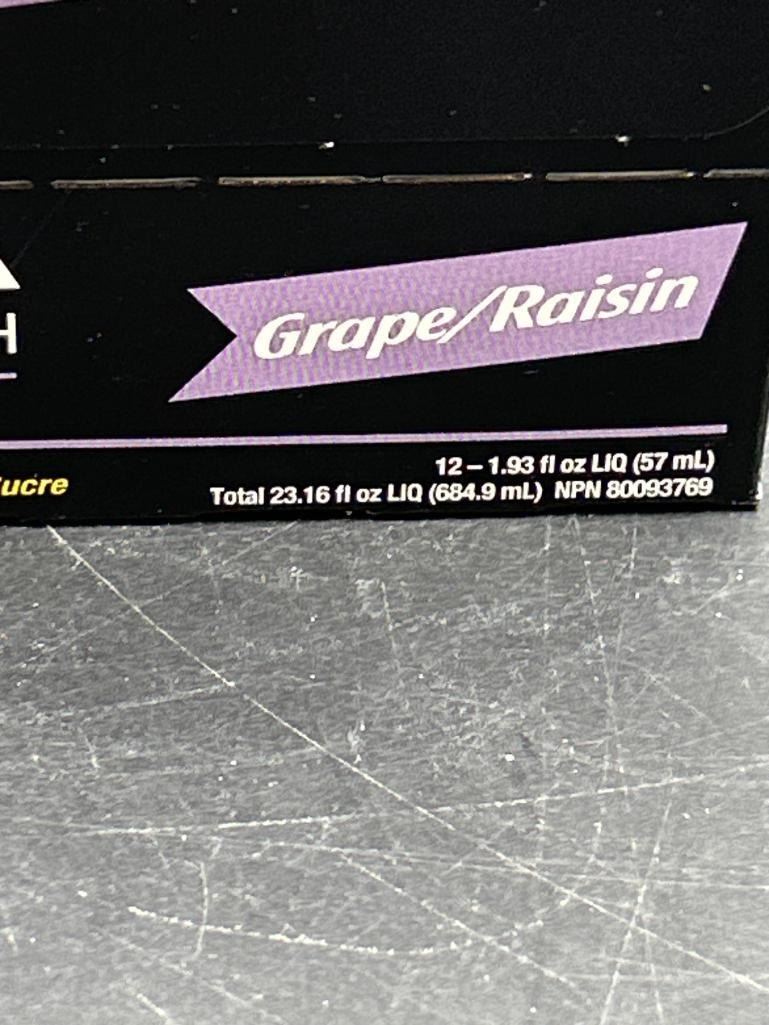 Grape/Raisin
12 – 1.93 fl oz LIQ (57 mL)
Total 23.16 fl oz LIQ (684.9 mL) NPN 80093769